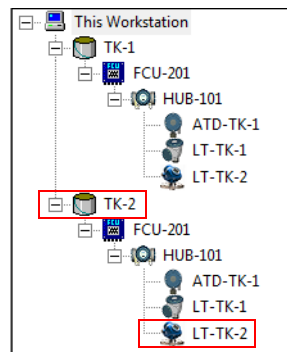 This Workstation
TK-1
FCU-201
HUB-101
ATD-TK-1
LT-TK-1
LT-TK-2
TK-2
FCU-201
HUB-101
ATD-TK-1
LT-TK-1
LT-TK-2